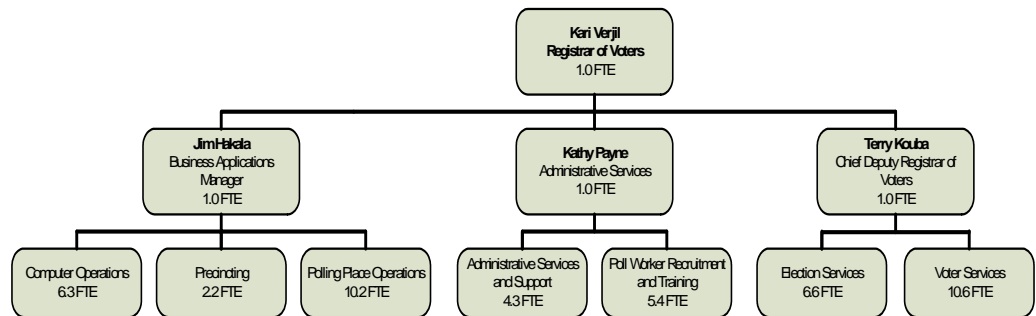 Kari Verjil
Registrar of Voters
1.0 FTE
Jim Hakala
Business Applications
Manager
1.0 FTE
Kathy Payne
Administrative Services
1.0 FTE
Terry Kouba
Chief Deputy Registrar of
Voters
1.0 FTE
Computer Operations
6.3 FTE
Precincting
2.2 FTE
Polling Place Operations
10.2 FTE
Administrative Services
and Support
4.3 FTE
Poll Worker Recruitment
and Training
5.4 FTE
Election Services
6.6 FTE
Voter Services
10.6 FTE